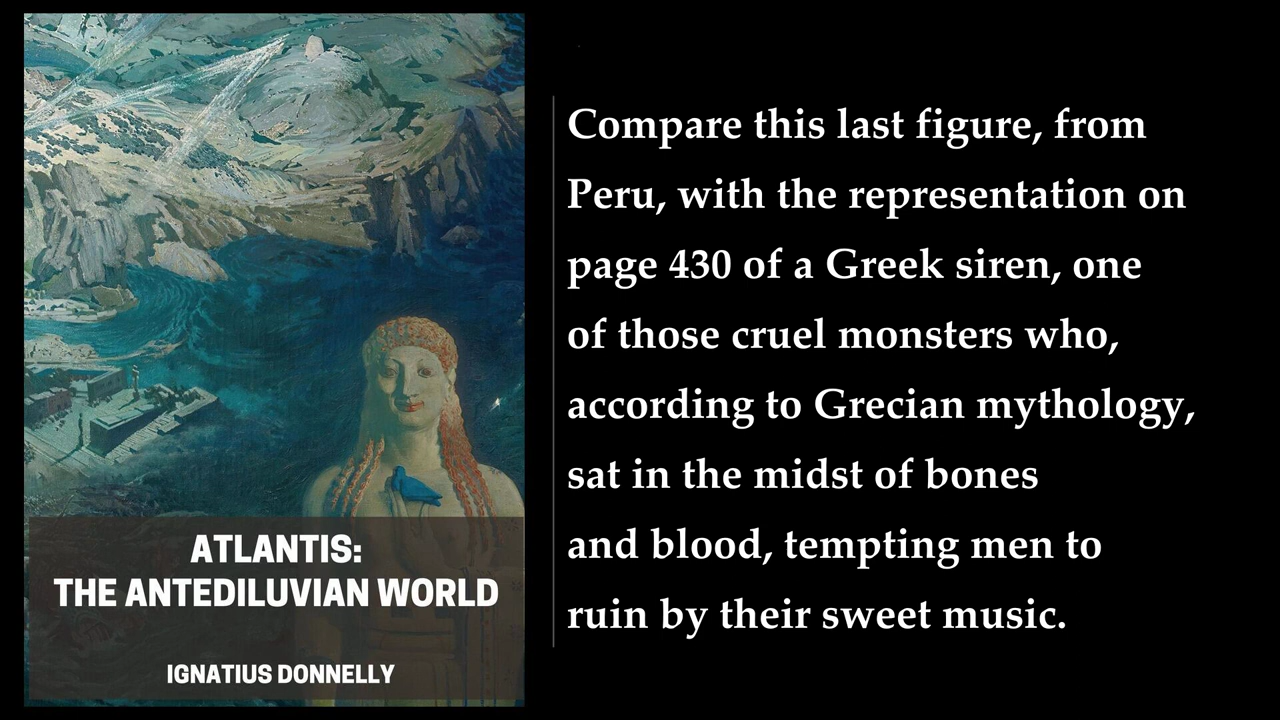 Compare this last figure, from
Peru, with the representation on
page 430 of a Greek siren, one
of those cruel monsters who,
according to Grecian mythology,
sat in the midst of bones
and blood, tempting men to
ruin by their sweet music.
ATLANTIS:
THE ANTEDILUVIAN WORLD
IGNATIUS DONNELLY